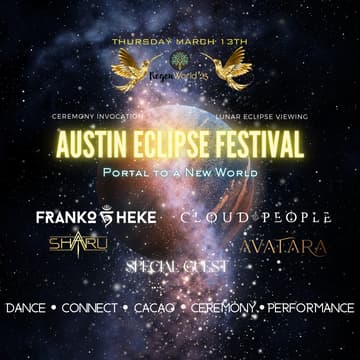 THURSDAY MARCH 13TH
Regen World '25
CEREMONY INVOCATION
LUNAR ECLIPSE VIEWING
AUSTIN ECLIPSE FESTIVAL
PORTAL TO A NEW WORLD
FRANKO HEKE
CLOUD PEOPLE
SHARU
AVATARA
SPECIAL GUEST
DANCE • CONNECT • CACAO • CEREMONY • PERFORMANCE